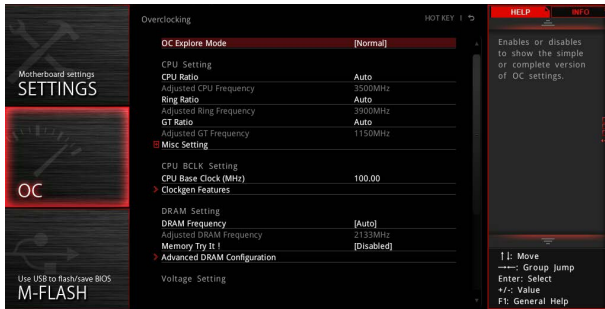 Overclocking
HOT KEY |
HELP
INFO
Motherboard settings
SETTINGS
OC
Use USB to flash/save BIOS
M-FLASH
OC Explore Mode [Normal]
CPU Setting
CPU Ratio Auto
Adjusted CPU Frequency 3500MHz
Ring Ratio Auto
Adjusted Ring Frequency 3900MHz
GT Ratio Auto
Adjusted GT Frequency 1150MHz
Misc Setting
CPU BCLK Setting
CPU Base Clock (MHz) 100.00
Clockgen Features
DRAM Setting
DRAM Frequency [Auto]
Adjusted DRAM Frequency 2133MHz
Memory Try It ! [Disabled]
Advanced DRAM Configuration
Voltage Setting
Enables or disables
to show the simple
or complete version
of OC settings.
↑↓: Move
→←: Group Jump
Enter: Select
+/-: Value
F1: General Help